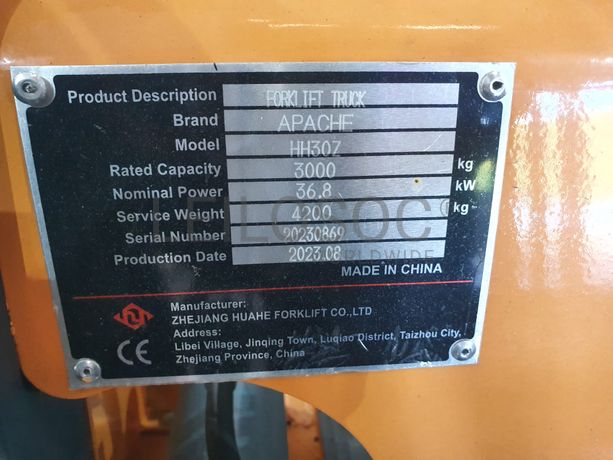 Product Description FORKLIFT TRUCK
Brand APACHE
Model HH30Z
Rated Capacity 3000 kg
Nominal Power 36.8 kW
Service Weight 4200 kg
Serial Number 20230869
Production Date 2023.08
MADE IN CHINA
LEILOSOC
WORLDWIDE
Manufacturer:
ZHEJIANG HUAHE FORKLIFT CO.,LTD
Address:
Libei Village, Jinqing Town, Luqiao District, Taizhou City,
Zhejiang Province, China
CE